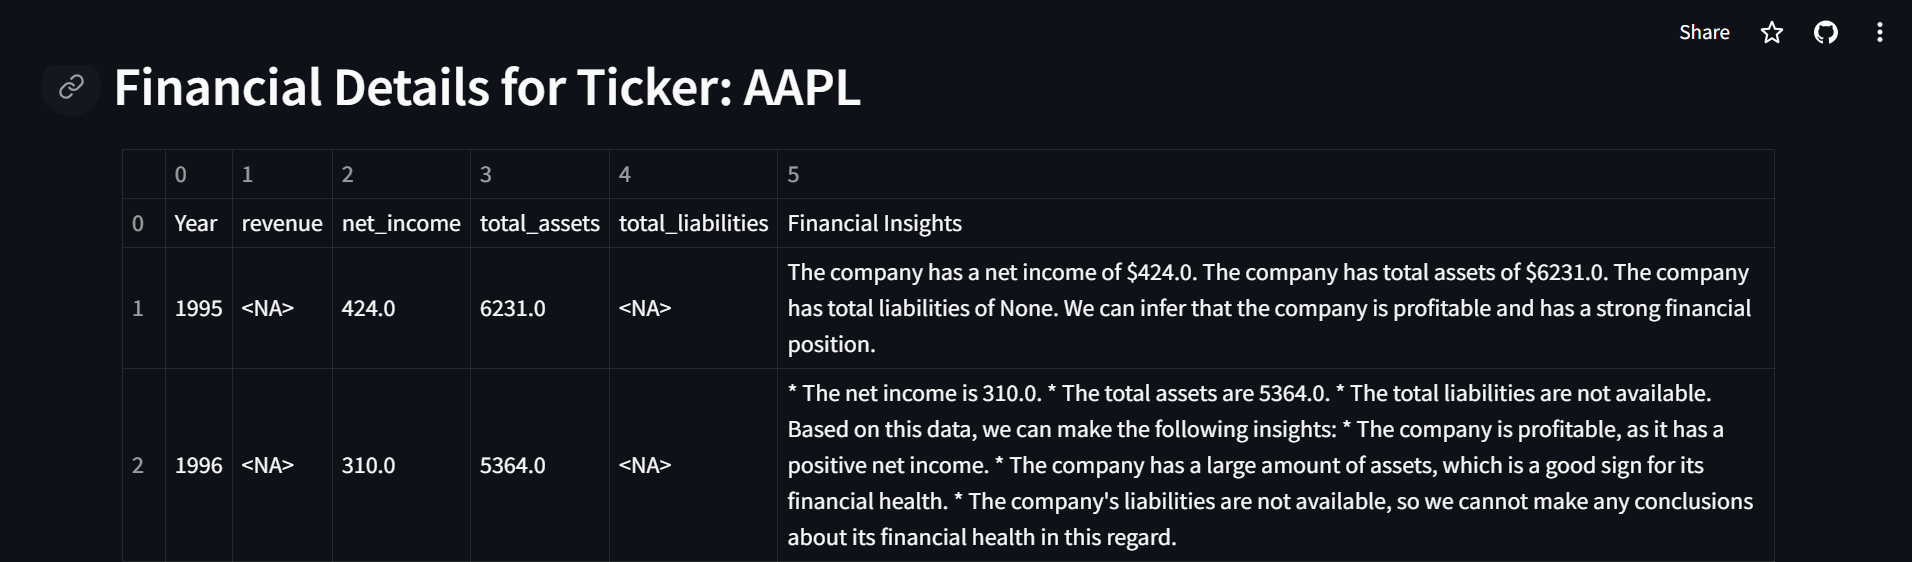 Share
Financial Details for Ticker: AAPL
0 1 2 3 4 5
0 Year revenue net_income total_assets total_liabilities Financial Insights
1 1995 <NA> 424.0 6231.0 <NA>
The company has a net income of $424.0. The company has total assets of $6231.0. The company
has total liabilities of None. We can infer that the company is profitable and has a strong financial
position.
2 1996 <NA> 310.0 5364.0 <NA>
* The net income is 310.0. * The total assets are 5364.0. * The total liabilities are not available.
Based on this data, we can make the following insights: * The company is profitable, as it has a
positive net income. * The company has a large amount of assets, which is a good sign for its
financial health. * The company's liabilities are not available, so we cannot make any conclusions
about its financial health in this regard.